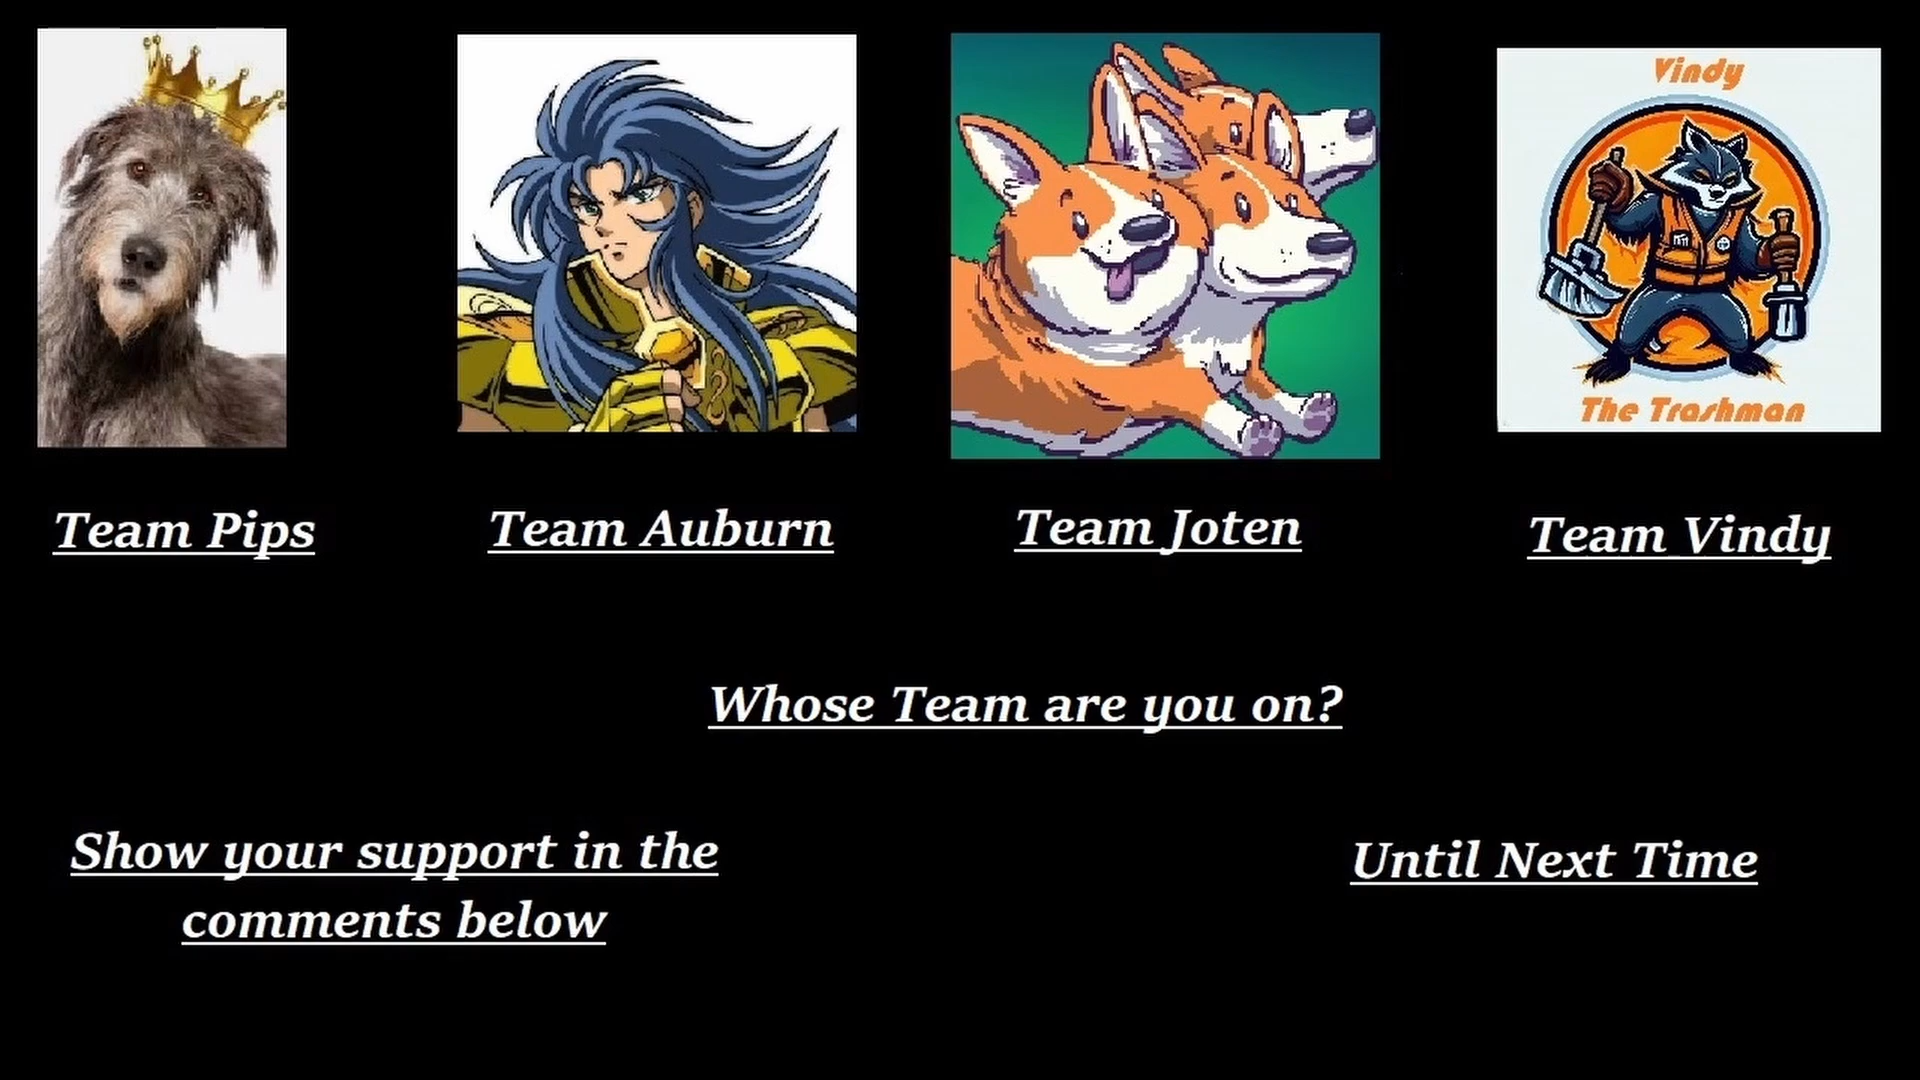 Vindy
The Trashman
Team Pips
Team Auburn
Team Joten
Team Vindy
Whose Team are you on?
Show your support in the
comments below
Until Next Time